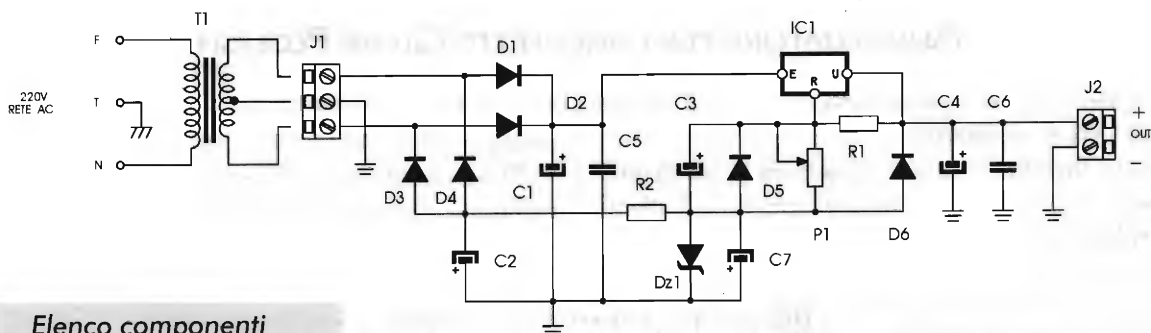 T1
F
T
N
220V
RETE AC
J1
D1
D2
D3
D4
C1
C2
C5
R2
C3
Dz1
D5
C7
IC1
E
U
R
R1
P1
D6
C4
C6
J2
+
OUT
−
+
+
+
+
+
Elenco componenti